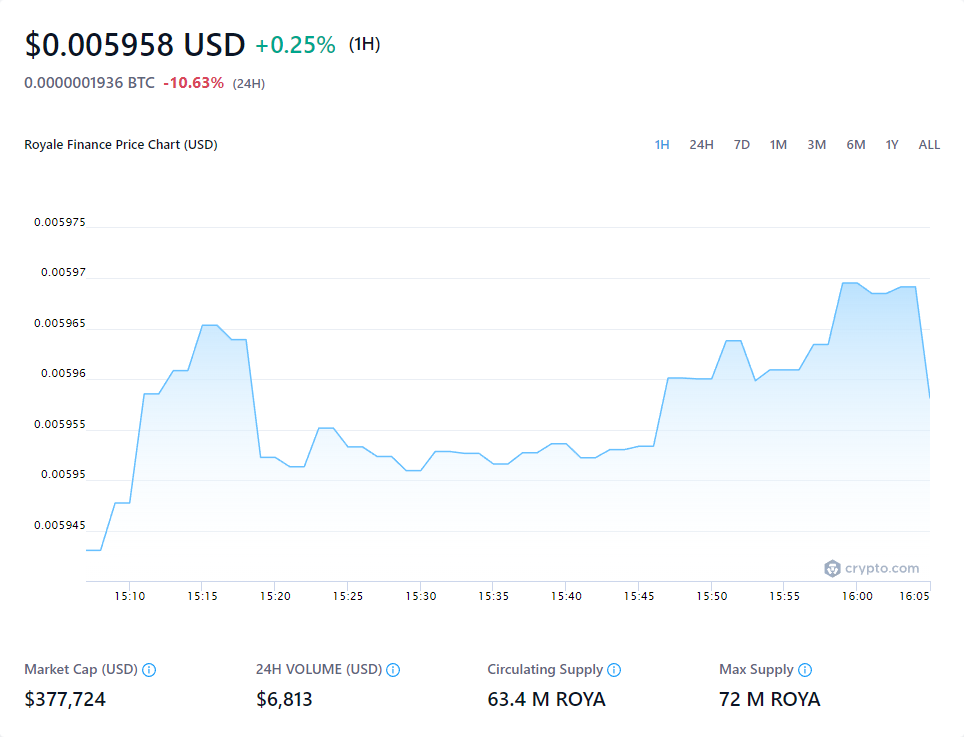 $0.005958 USD +0.25% (1H)
0.0000001936 BTC -10.63% (24H)
Royale Finance Price Chart (USD) 1H 24H 7D 1M 3M 6M 1Y ALL
0.005975
0.00597
0.005965
0.00596
0.005955
0.00595
0.005945
crypto.com
15:10 15:15 15:20 15:25 15:30 15:35 15:40 15:45 15:50 15:55 16:00 16:05
Market Cap (USD) 24H VOLUME (USD) Circulating Supply Max Supply
$377,724 $6,813 63.4 M ROYA 72 M ROYA